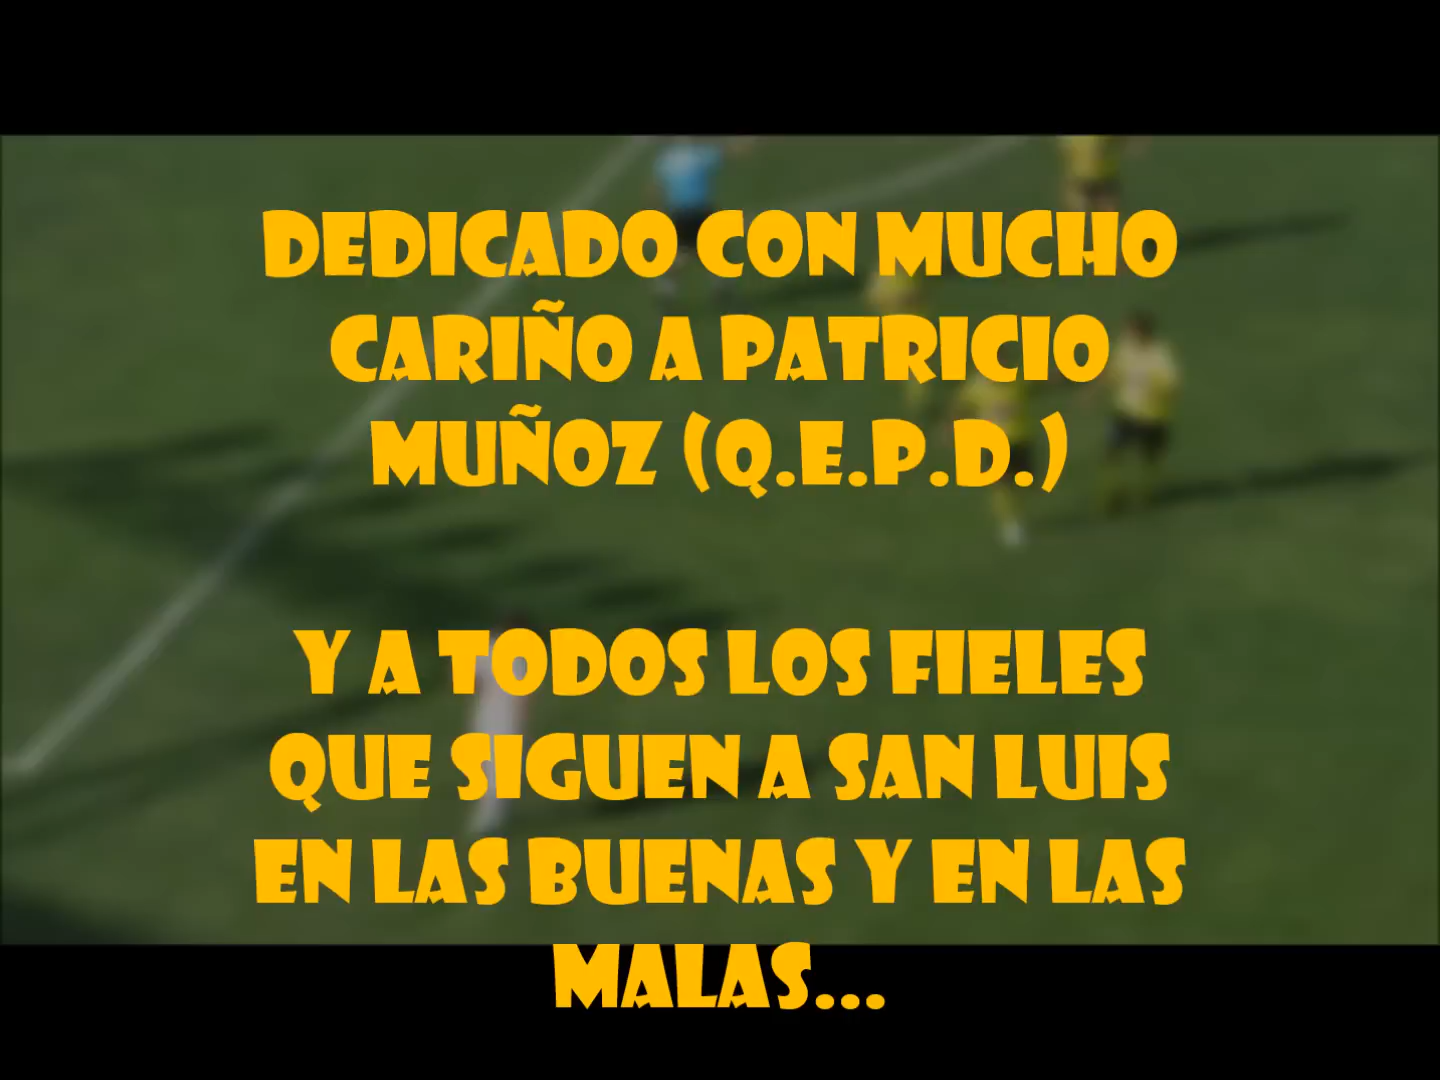 DEDICADO CON MUCHO
CARIÑO A PATRICIO
MUÑOZ (Q.E.P.D.)
Y A TODOS LOS FIELES
QUE SIGUEN A SAN LUIS
EN LAS BUENAS Y EN LAS
MALAS...